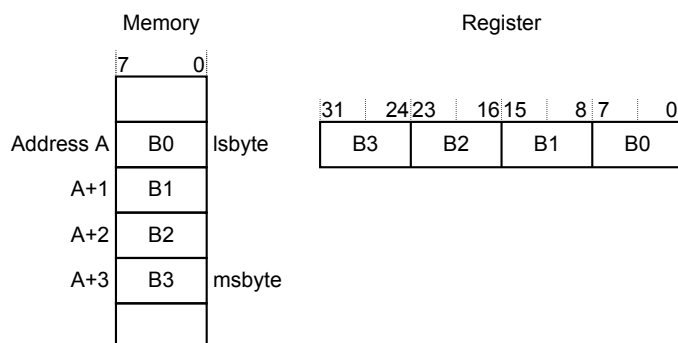 Memory
Register
7 0
31 24 23 16 15 8 7 0
Address A B0 lsbyte
B3 B2 B1 B0
A+1 B1
A+2 B2
A+3 B3 msbyte